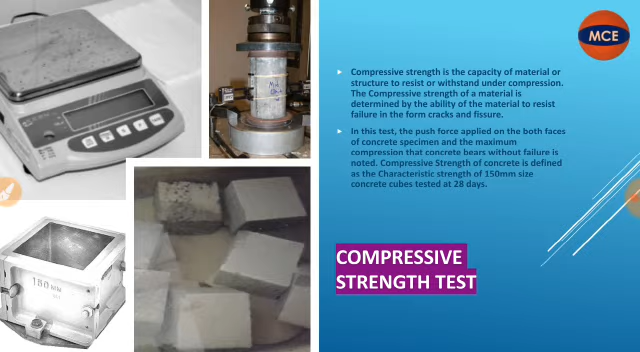 MCE
Compressive strength is the capacity of material or
structure to resist or withstand under compression.
The Compressive strength of a material is
determined by the ability of the material to resist
failure in the form cracks and fissure.
In this test, the push force applied on the both faces
of concrete specimen and the maximum
compression that concrete bears without failure is
noted. Compressive Strength of concrete is defined
as the Characteristic strength of 150mm size
concrete cubes tested at 28 days.
COMPRESSIVE
STRENGTH TEST
150 MM